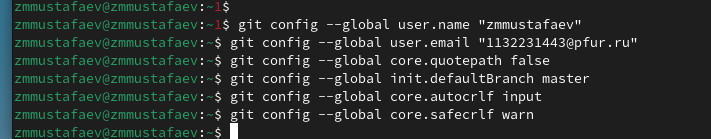 zmmustafaev@zmmustafaev:~1$
zmmustafaev@zmmustafaev:~1$ git config --global user.name "zmmustafaev"
zmmustafaev@zmmustafaev:~$ git config --global user.email "1132231443@pfur.ru"
zmmustafaev@zmmustafaev:~$ git config --global core.quotepath false
zmmustafaev@zmmustafaev:~$ git config --global init.defaultBranch master
zmmustafaev@zmmustafaev:~$ git config --global core.autocrlf input
zmmustafaev@zmmustafaev:~$ git config --global core.safecrlf warn
zmmustafaev@zmmustafaev:~$